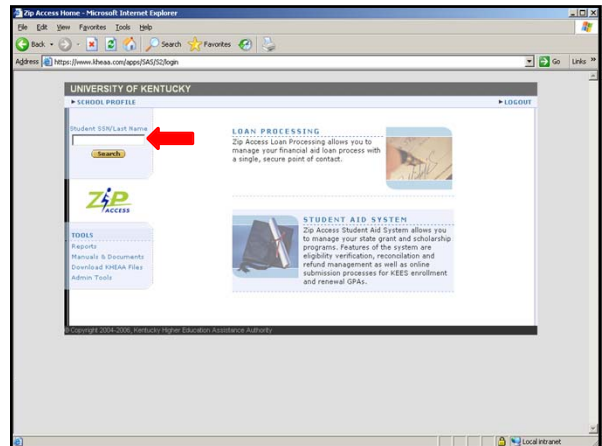 Zip Access Home - Microsoft Internet Explorer
File Edit View Favorites Tools Help
Back Search Favorites
Address https://www.kheaa.com/apps/SAS/S2/login Go Links »
UNIVERSITY OF KENTUCKY
SCHOOL PROFILE LOGOUT
Student SSN/Last Name
Search
ZiP
ACCESS
TOOLS
Reports
Manuals & Documents
Download KHEAA Files
Admin Tools
LOAN PROCESSING
Zip Access Loan Processing allows you to
manage your financial aid loan process with
a single, secure point of contact.
STUDENT AID SYSTEM
Zip Access Student Aid System allows you
to manage your state grant and scholarship
programs. Features of the system are
eligibility verification, reconcilation and
refund management as well as online
submission processes for KEES enrollment
and renewal GPAs.
© Copyright 2004-2006, Kentucky Higher Education Assistance Authority
Local intranet